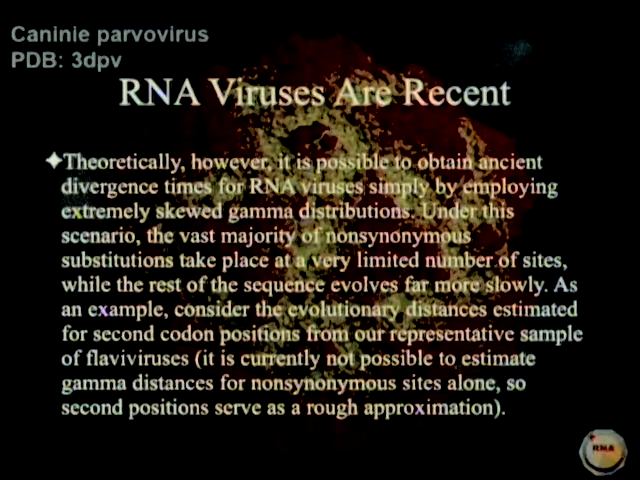 Caninie parvovirus
PDB: 3dpv
RNA Viruses Are Recent
✦Theoretically, however, it is possible to obtain ancient
divergence times for RNA viruses simply by employing
extremely skewed gamma distributions. Under this
scenario, the vast majority of nonsynonymous
substitutions take place at a very limited number of sites,
while the rest of the sequence evolves far more slowly. As
an example, consider the evolutionary distances estimated
for second codon positions from our representative sample
of flaviviruses (it is currently not possible to estimate
gamma distances for nonsynonymous sites alone, so
second positions serve as a rough approximation).
RNA